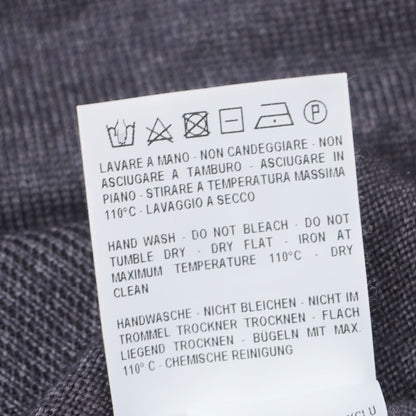 P
LAVARE A MANO - NON CANDEGGIARE - NON
ASCIUGARE A TAMBURO - ASCIUGARE IN
PIANO - STIRARE A TEMPERATURA MASSIMA
110°C - LAVAGGIO A SECCO
HAND WASH - DO NOT BLEACH - DO NOT
TUMBLE DRY - DRY FLAT - IRON AT
MAXIMUM TEMPERATURE 110°C - DRY
CLEAN
HANDWASCHE - NICHT BLEICHEN - NICHT IM
TROMMEL TROCKNER TROCKNEN - FLACH
LIEGEND TROCKNEN - BÜGELN MIT MAX.
110° C - CHEMISCHE REINIGUNG